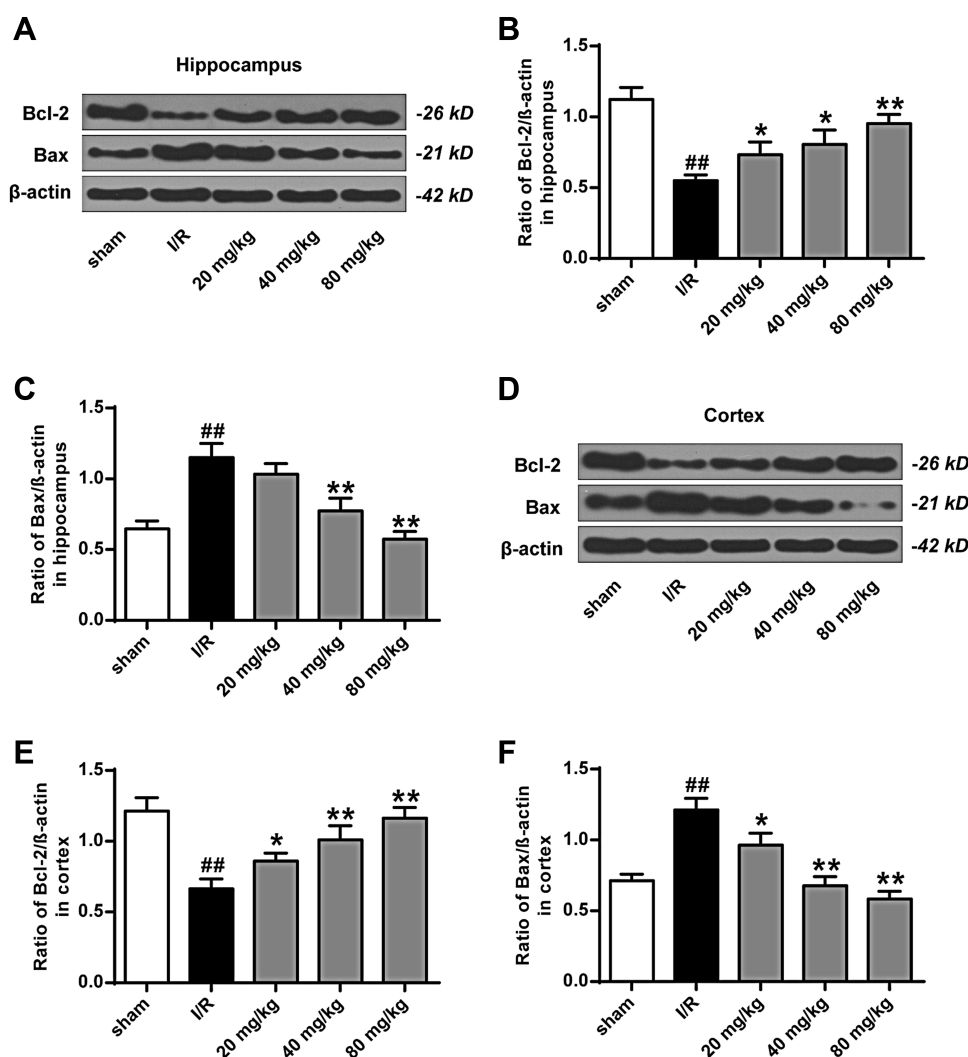 A
Hippocampus
Bcl-2
-26 kD
Bax
-21 kD
β-actin
-42 kD
sham
I/R
20 mg/kg
40 mg/kg
80 mg/kg
B
Ratio of Bcl-2/ß-actin
in hippocampus
1.5
1.0
0.5
0.0
##
*
*
**
sham
I/R
20 mg/kg
40 mg/kg
80 mg/kg
C
Ratio of Bax/ß-actin
in hippocampus
1.5
1.0
0.5
0.0
##
**
**
sham
I/R
20 mg/kg
40 mg/kg
80 mg/kg
D
Cortex
Bcl-2
-26 kD
Bax
-21 kD
β-actin
-42 kD
sham
I/R
20 mg/kg
40 mg/kg
80 mg/kg
E
Ratio of Bcl-2/ß-actin
in cortex
1.5
1.0
0.5
0.0
##
*
**
**
sham
I/R
20 mg/kg
40 mg/kg
80 mg/kg
F
Ratio of Bax/ß-actin
in cortex
1.5
1.0
0.5
0.0
##
*
**
**
sham
I/R
20 mg/kg
40 mg/kg
80 mg/kg